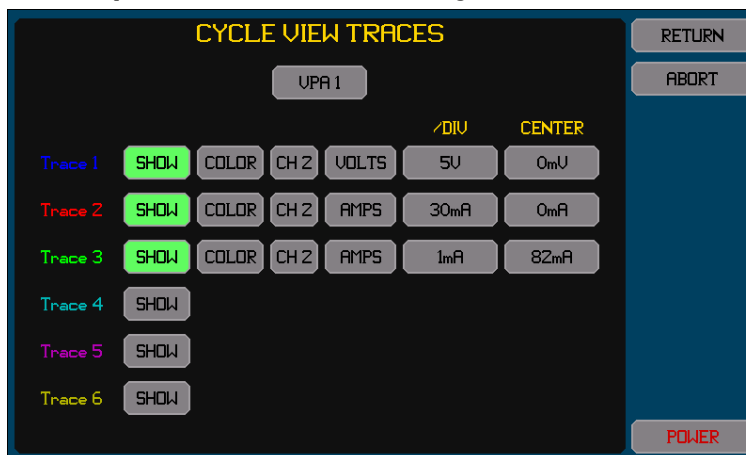 CYCLE VIEW TRACES
RETURN
VPA 1
ABORT
/DIV CENTER
Trace 1 SHOW COLOR CH 2 VOLTS 5V 0mV
Trace 2 SHOW COLOR CH 2 AMPS 30mA 0mA
Trace 3 SHOW COLOR CH 2 AMPS 1mA 82mA
Trace 4 SHOW
Trace 5 SHOW
Trace 6 SHOW
POWER